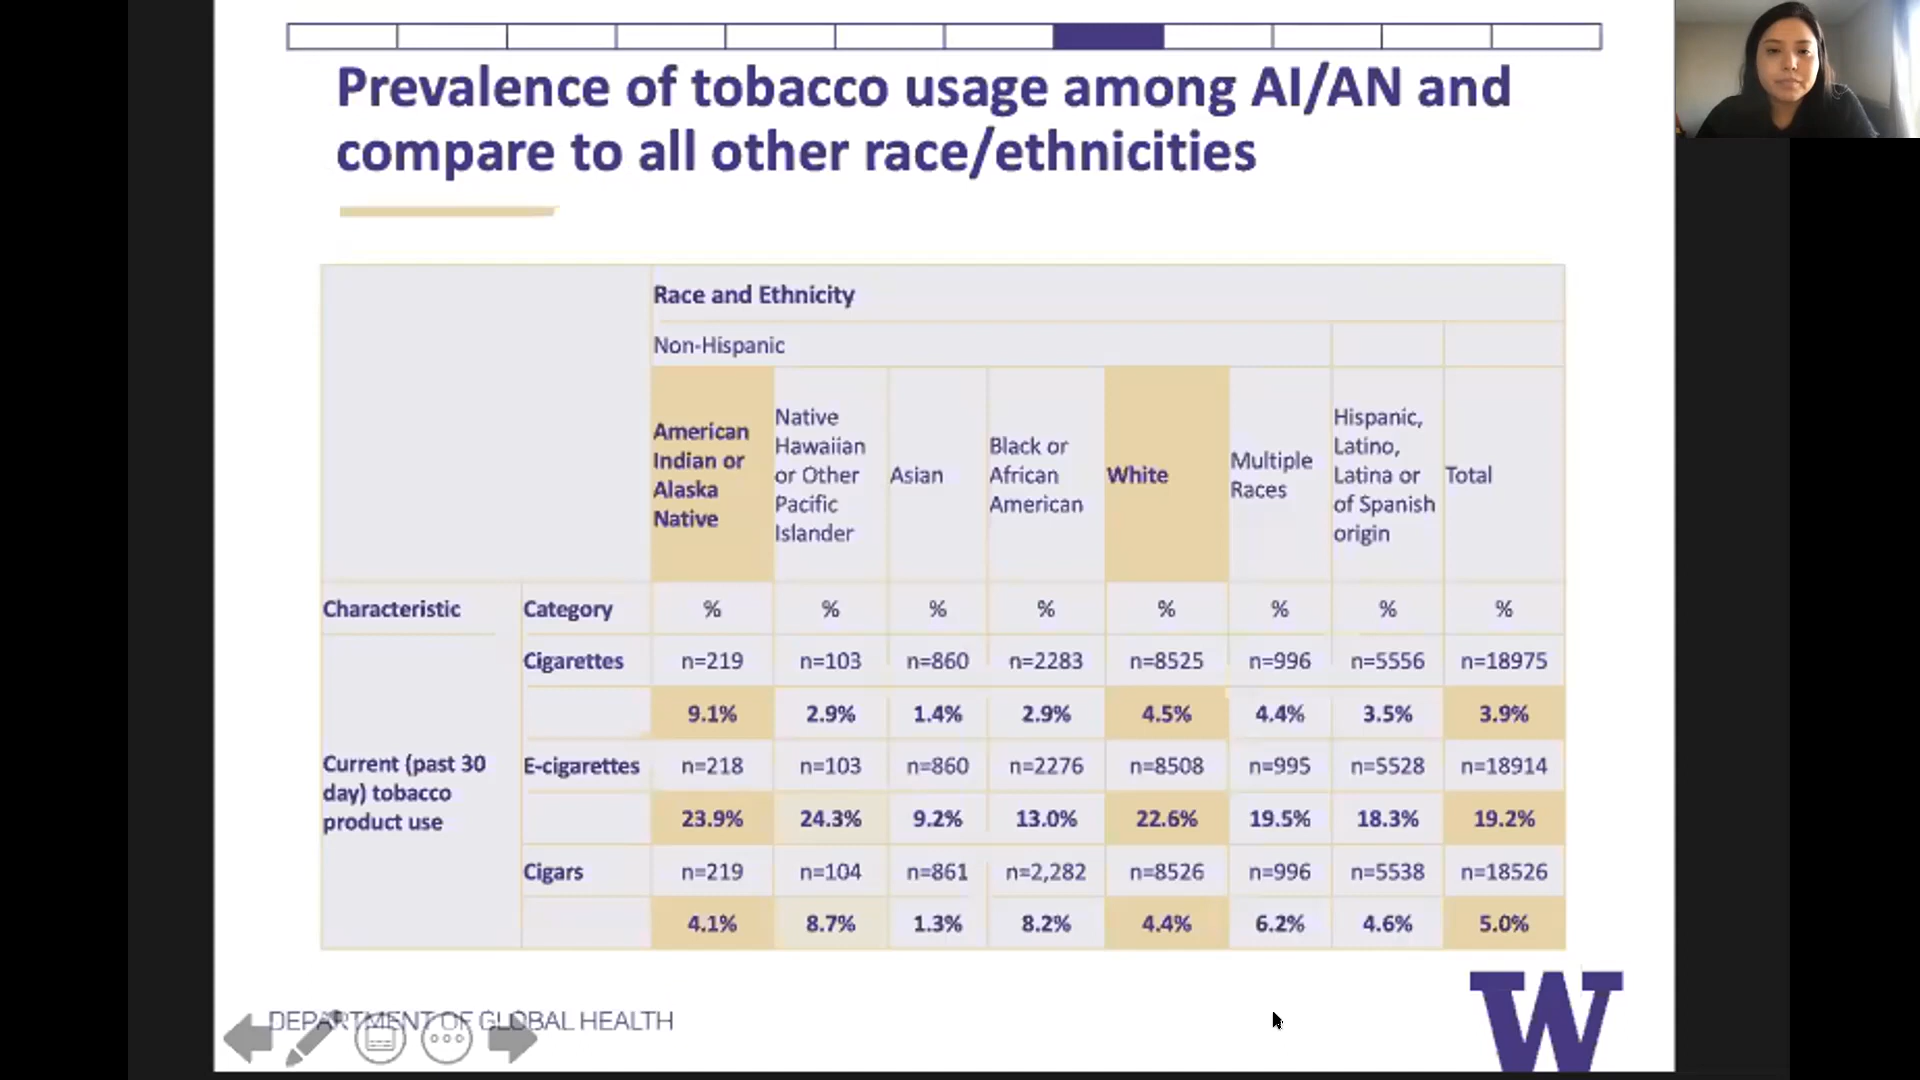 Prevalence of tobacco usage among AI/AN and
compare to all other race/ethnicities
Race and Ethnicity
Non-Hispanic
American Indian or Alaska Native
Native Hawaiian or Other Pacific Islander
Asian
Black or African American
White
Multiple Races
Hispanic, Latino, Latina or of Spanish origin
Total
Characteristic Category % % % % % % % %
Current (past 30 day) tobacco product use
Cigarettes n=219 n=103 n=860 n=2283 n=8525 n=996 n=5556 n=18975
9.1% 2.9% 1.4% 2.9% 4.5% 4.4% 3.5% 3.9%
E-cigarettes n=218 n=103 n=860 n=2276 n=8508 n=995 n=5528 n=18914
23.9% 24.3% 9.2% 13.0% 22.6% 19.5% 18.3% 19.2%
Cigars n=219 n=104 n=861 n=2,282 n=8526 n=996 n=5538 n=18526
4.1% 8.7% 1.3% 8.2% 4.4% 6.2% 4.6% 5.0%
DEPARTMENT OF GLOBAL HEALTH
W